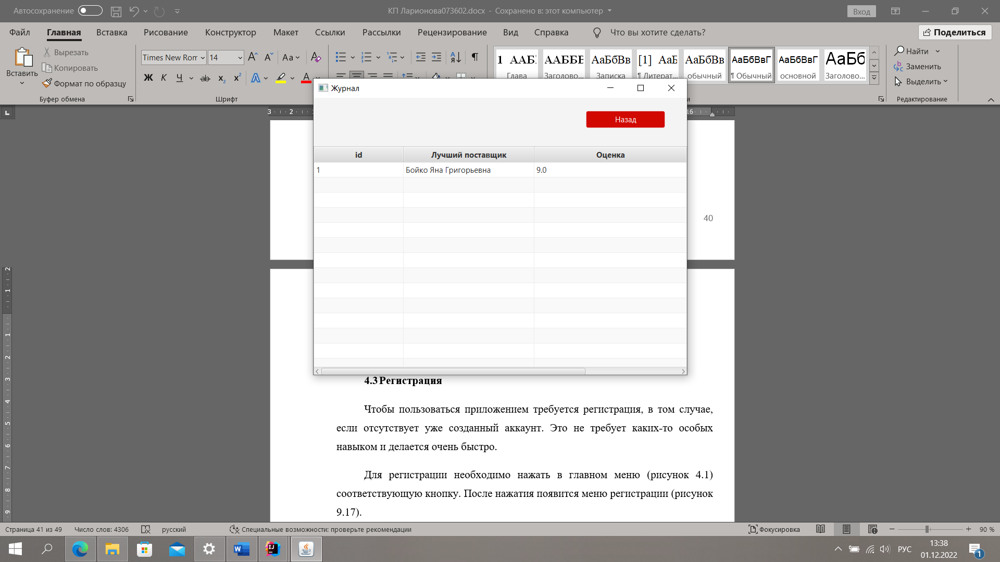 Автосохранение
КП Ларионова073602.docx - Сохранено в: этот компьютер
Вход
Файл Главная Вставка Рисование Конструктор Макет Ссылки Рассылки Рецензирование Вид Справка Что вы хотите сделать? Поделиться
Вставить
Вырезать
Копировать
Формат по образцу
Буфер обмена
Times New Rom 14
Aa
Ж К Ч ab x₂ x² A A
Шрифт
1 ААБ ААББЕ АаБбВв [1] АаБ АаБбВв АаБбВвГ АаБбВвГ АаБб
Глава Заголово... Записка ¶ Литерат... обычный ¶ Обычный основной Заголово...
Найти
Заменить
Выделить
Редактирование
Журнал
Назад
id Лучший поставщик Оценка
1 Бойко Яна Григорьевна 9.0
40
4.3 Регистрация
Чтобы пользоваться приложением требуется регистрация, в том случае,
если отсутствует уже созданный аккаунт. Это не требует каких-то особых
навыком и делается очень быстро.
Для регистрации необходимо нажать в главном меню (рисунок 4.1)
соответствующую кнопку. После нажатия появится меню регистрации (рисунок
9.17).
Страница 41 из 49 Число слов: 4306 русский Специальные возможности: проверьте рекомендации Фокусировка 90 %
РУС
13:38
01.12.2022
1